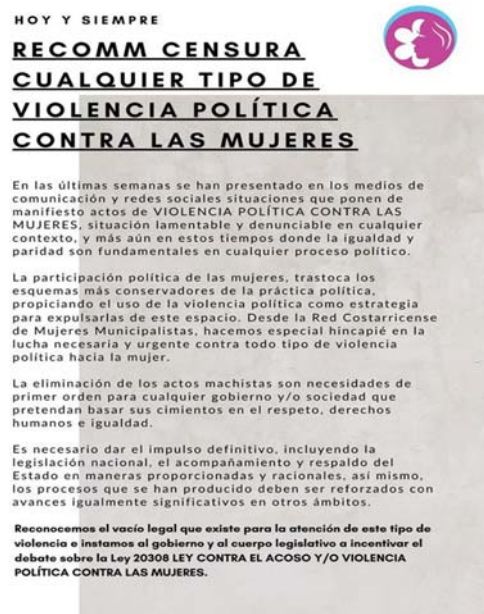 HOY Y SIEMPRE
RECOMM CENSURA
CUALQUIER TIPO DE
VIOLENCIA POLÍTICA
CONTRA LAS MUJERES
En las últimas semanas se han presentado en los medios de
comunicación y redes sociales situaciones que ponen de
manifiesto actos de VIOLENCIA POLÍTICA CONTRA LAS
MUJERES, situación lamentable y denunciable en cualquier
contexto, y más aún en estos tiempos donde la igualdad y
paridad son fundamentales en cualquier proceso político.
La participación política de las mujeres, trastoca los
esquemas más conservadores de la práctica política,
propiciando el uso de la violencia política como estrategia
para expulsarlas de este espacio. Desde la Red Costarricense
de Mujeres Municipalistas, hacemos especial hincapié en la
lucha necesaria y urgente contra todo tipo de violencia
política hacia la mujer.
La eliminación de los actos machistas son necesidades de
primer orden para cualquier gobierno y/o sociedad que
pretendan basar sus cimientos en el respeto, derechos
humanos e igualdad.
Es necesario dar el impulso definitivo, incluyendo la
legislación nacional, el acompañamiento y respaldo del
Estado en maneras proporcionadas y racionales, así mismo,
los procesos que se han producido deben ser reforzados con
avances igualmente significativos en otros ámbitos.
Reconocemos el vacío legal que existe para la atención de este tipo de
violencia e instamos al gobierno y al cuerpo legislativo a incentivar el
debate sobre la Ley 20308 LEY CONTRA EL ACOSO Y/O VIOLENCIA
POLÍTICA CONTRA LAS MUJERES.